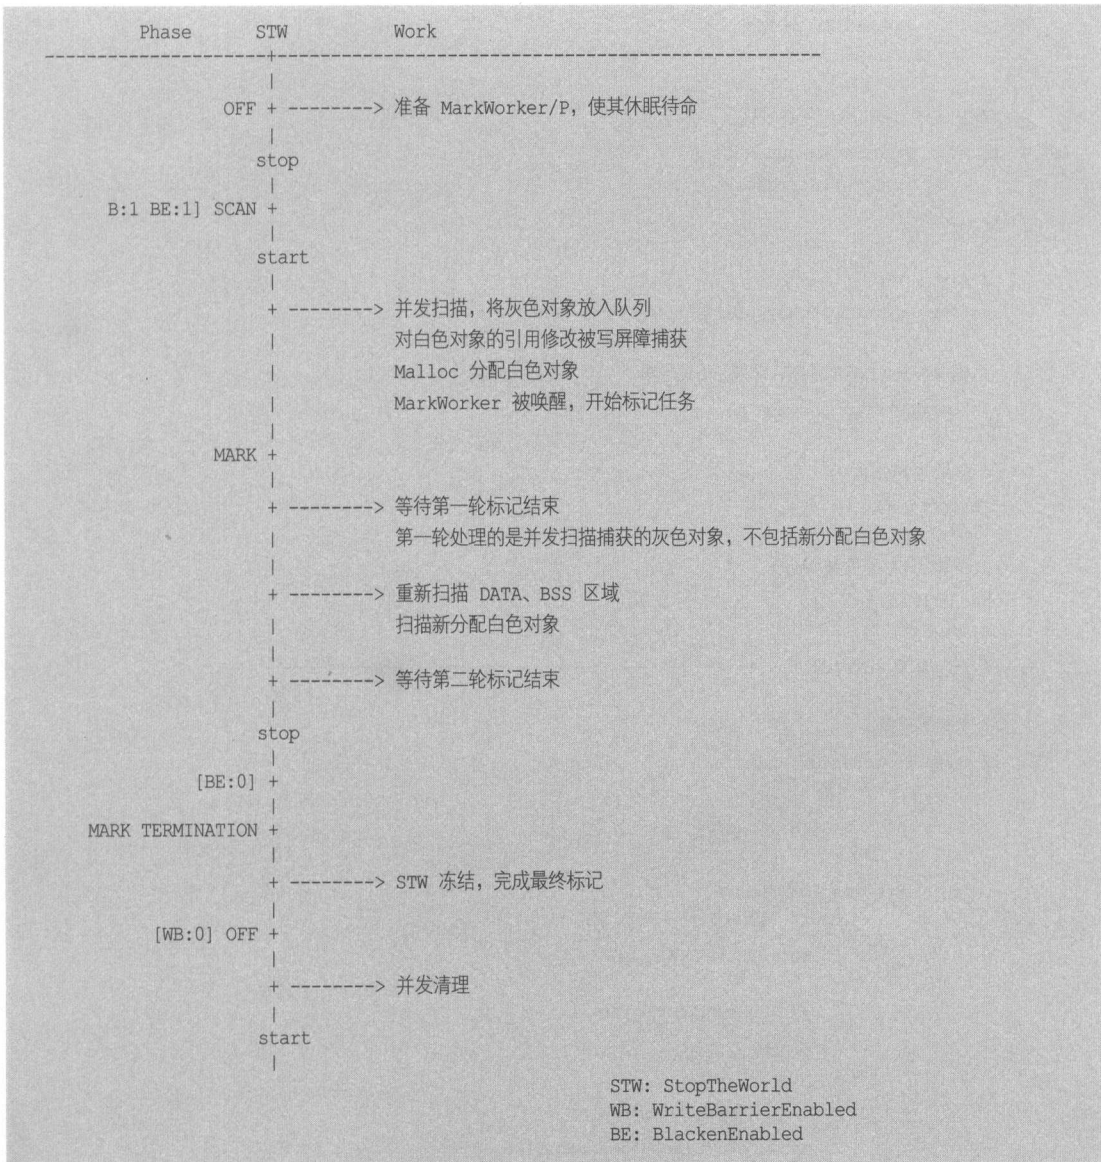 Phase STW Work
----------------------+----------------------------------------------------
|
OFF + --------> 准备 MarkWorker/P，使其休眠待命
|
stop
|
B:1 BE:1] SCAN +
|
start
|
+ --------> 并发扫描，将灰色对象放入队列
| 对白色对象的引用修改被写屏障捕获
| Malloc 分配白色对象
| MarkWorker 被唤醒，开始标记任务
|
MARK +
|
+ --------> 等待第一轮标记结束
| 第一轮处理的是并发扫描捕获的灰色对象，不包括新分配白色对象
|
+ --------> 重新扫描 DATA、BSS 区域
| 扫描新分配白色对象
|
+ --------> 等待第二轮标记结束
|
stop
|
[BE:0] +
|
MARK TERMINATION +
|
+ --------> STW 冻结，完成最终标记
|
[WB:0] OFF +
|
+ --------> 并发清理
|
start
|
STW: StopTheWorld
WB: WriteBarrierEnabled
BE: BlackenEnabled